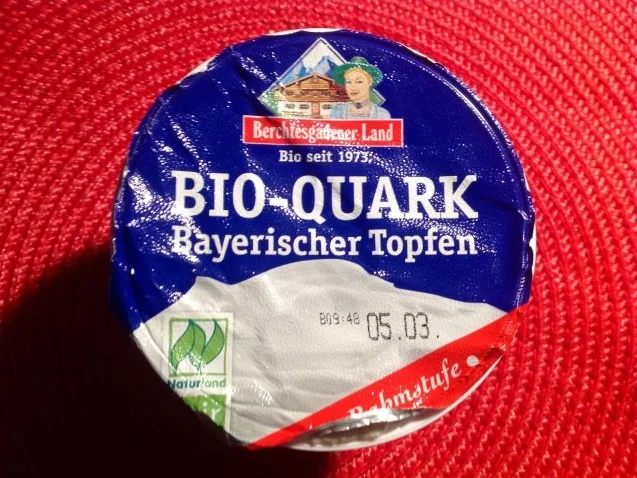 Berchtesgadener Land
Bio seit 1973.
BIO-QUARK
Bayerischer Topfen
B09:48 05.03.
Naturland
Rahmstufe